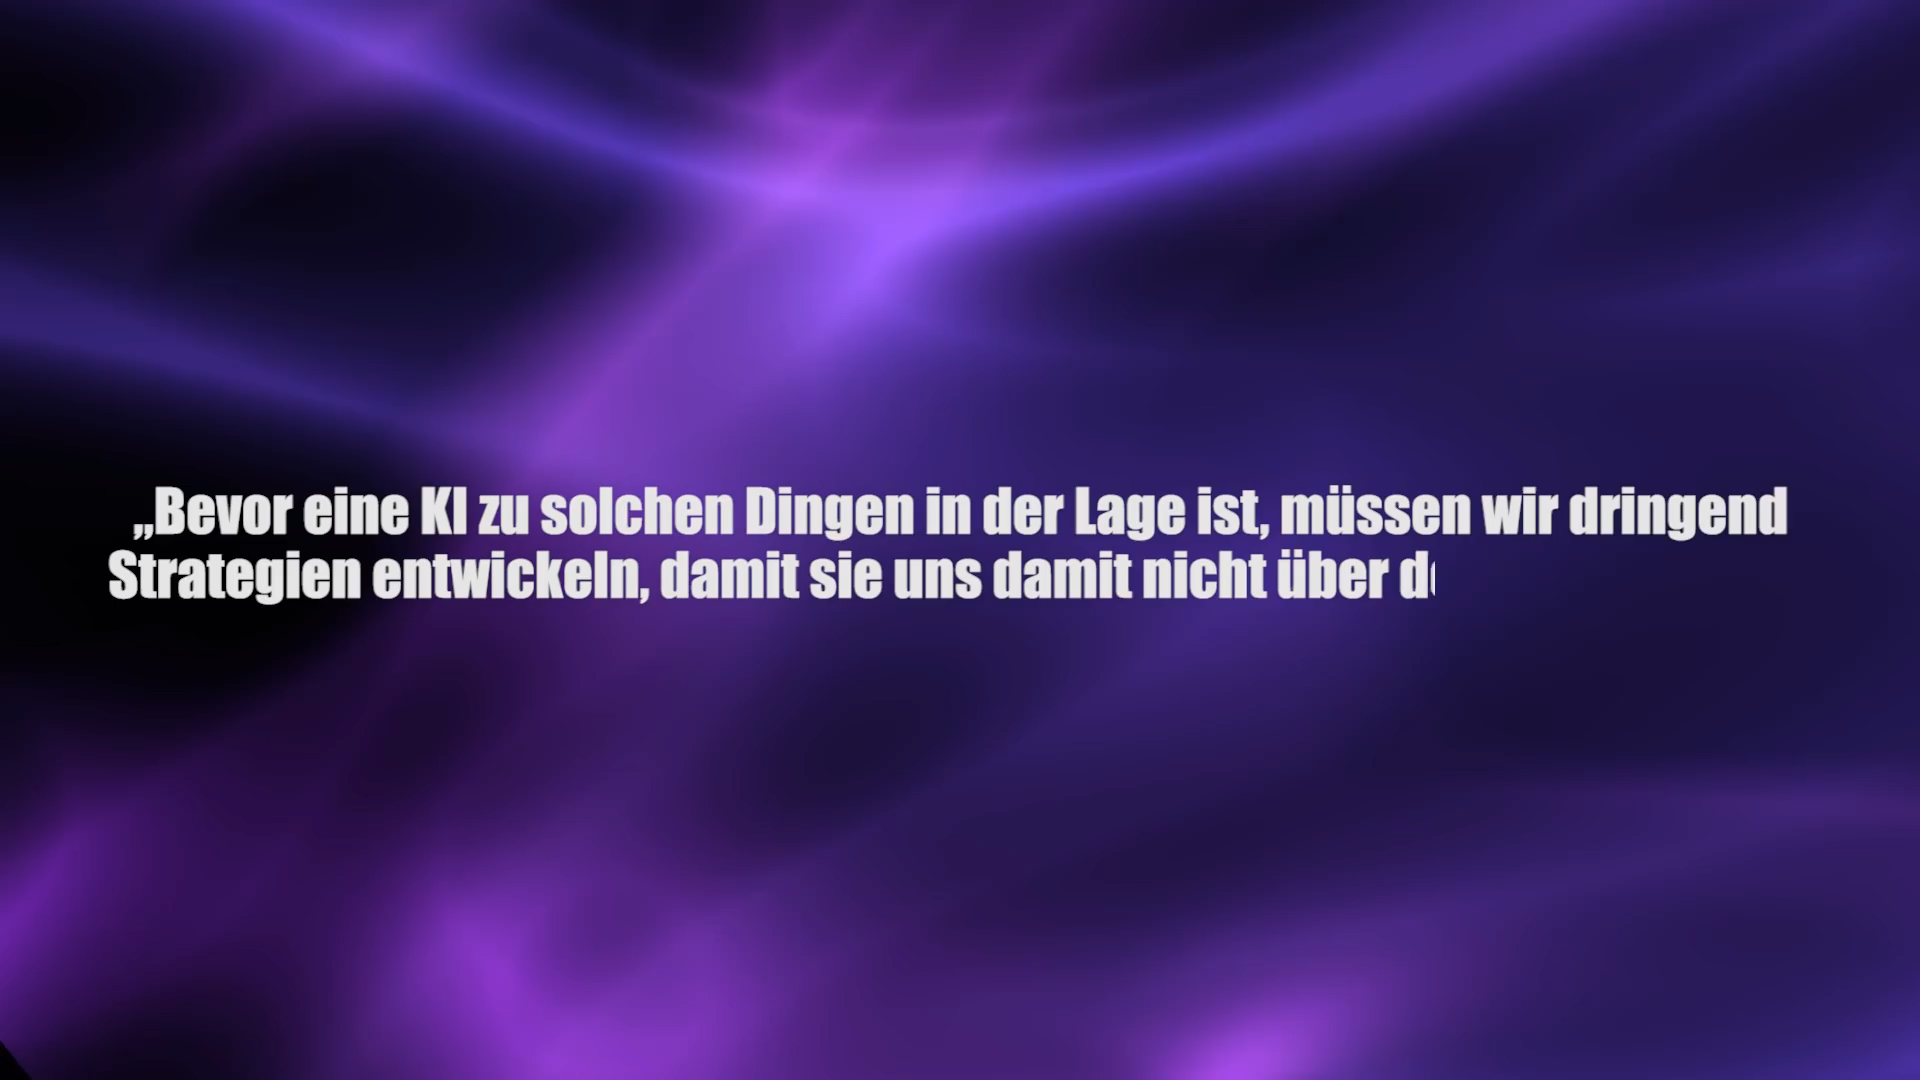 „Bevor eine KI zu solchen Dingen in der Lage ist, müssen wir dringend
Strategien entwickeln, damit sie uns damit nicht über d